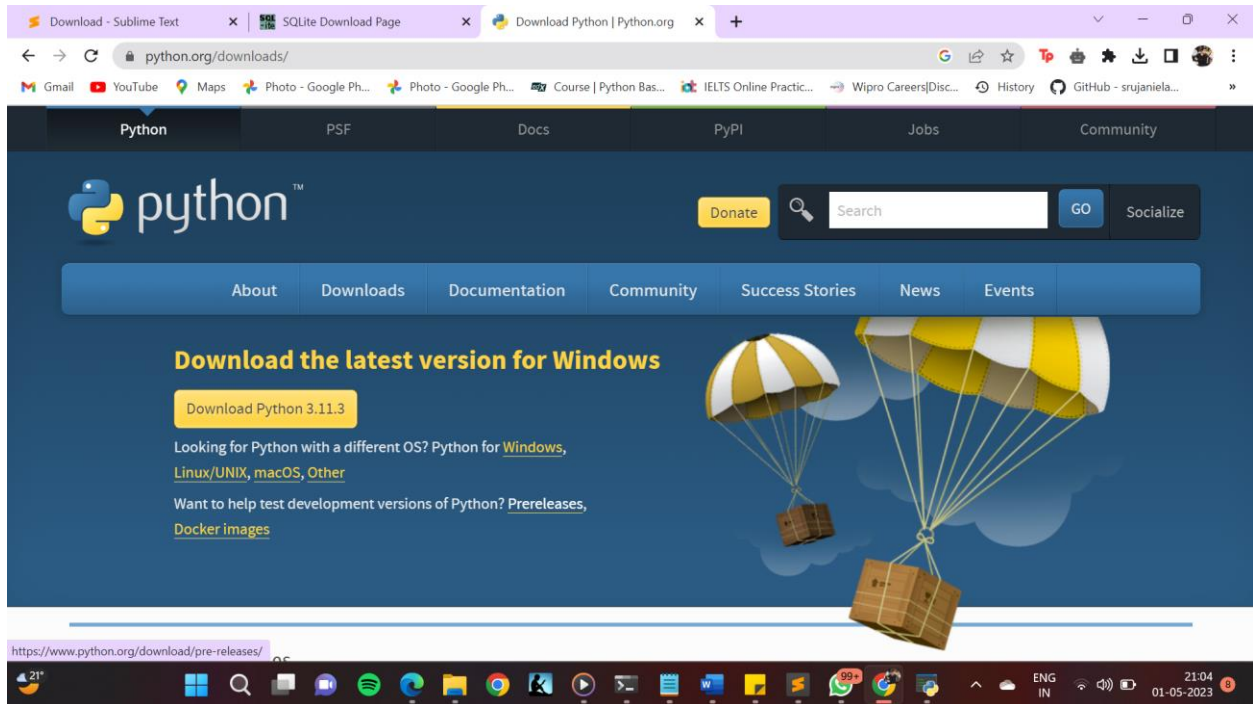 Download - Sublime Text
SQLite Download Page
Download Python | Python.org
python.org/downloads/
Gmail YouTube Maps Photo - Google Ph... Photo - Google Ph... Course | Python Bas... IELTS Online Practic... Wipro Careers|Disc... History GitHub - srujaniela... »
Python PSF Docs PyPI Jobs Community
python™
Donate Search GO Socialize
About Downloads Documentation Community Success Stories News Events
Download the latest version for Windows
Download Python 3.11.3
Looking for Python with a different OS? Python for Windows,
Linux/UNIX, macOS, Other
Want to help test development versions of Python? Prereleases,
Docker images
https://www.python.org/download/pre-releases/
21°
99+
ENG
IN
21:04
01-05-2023
8